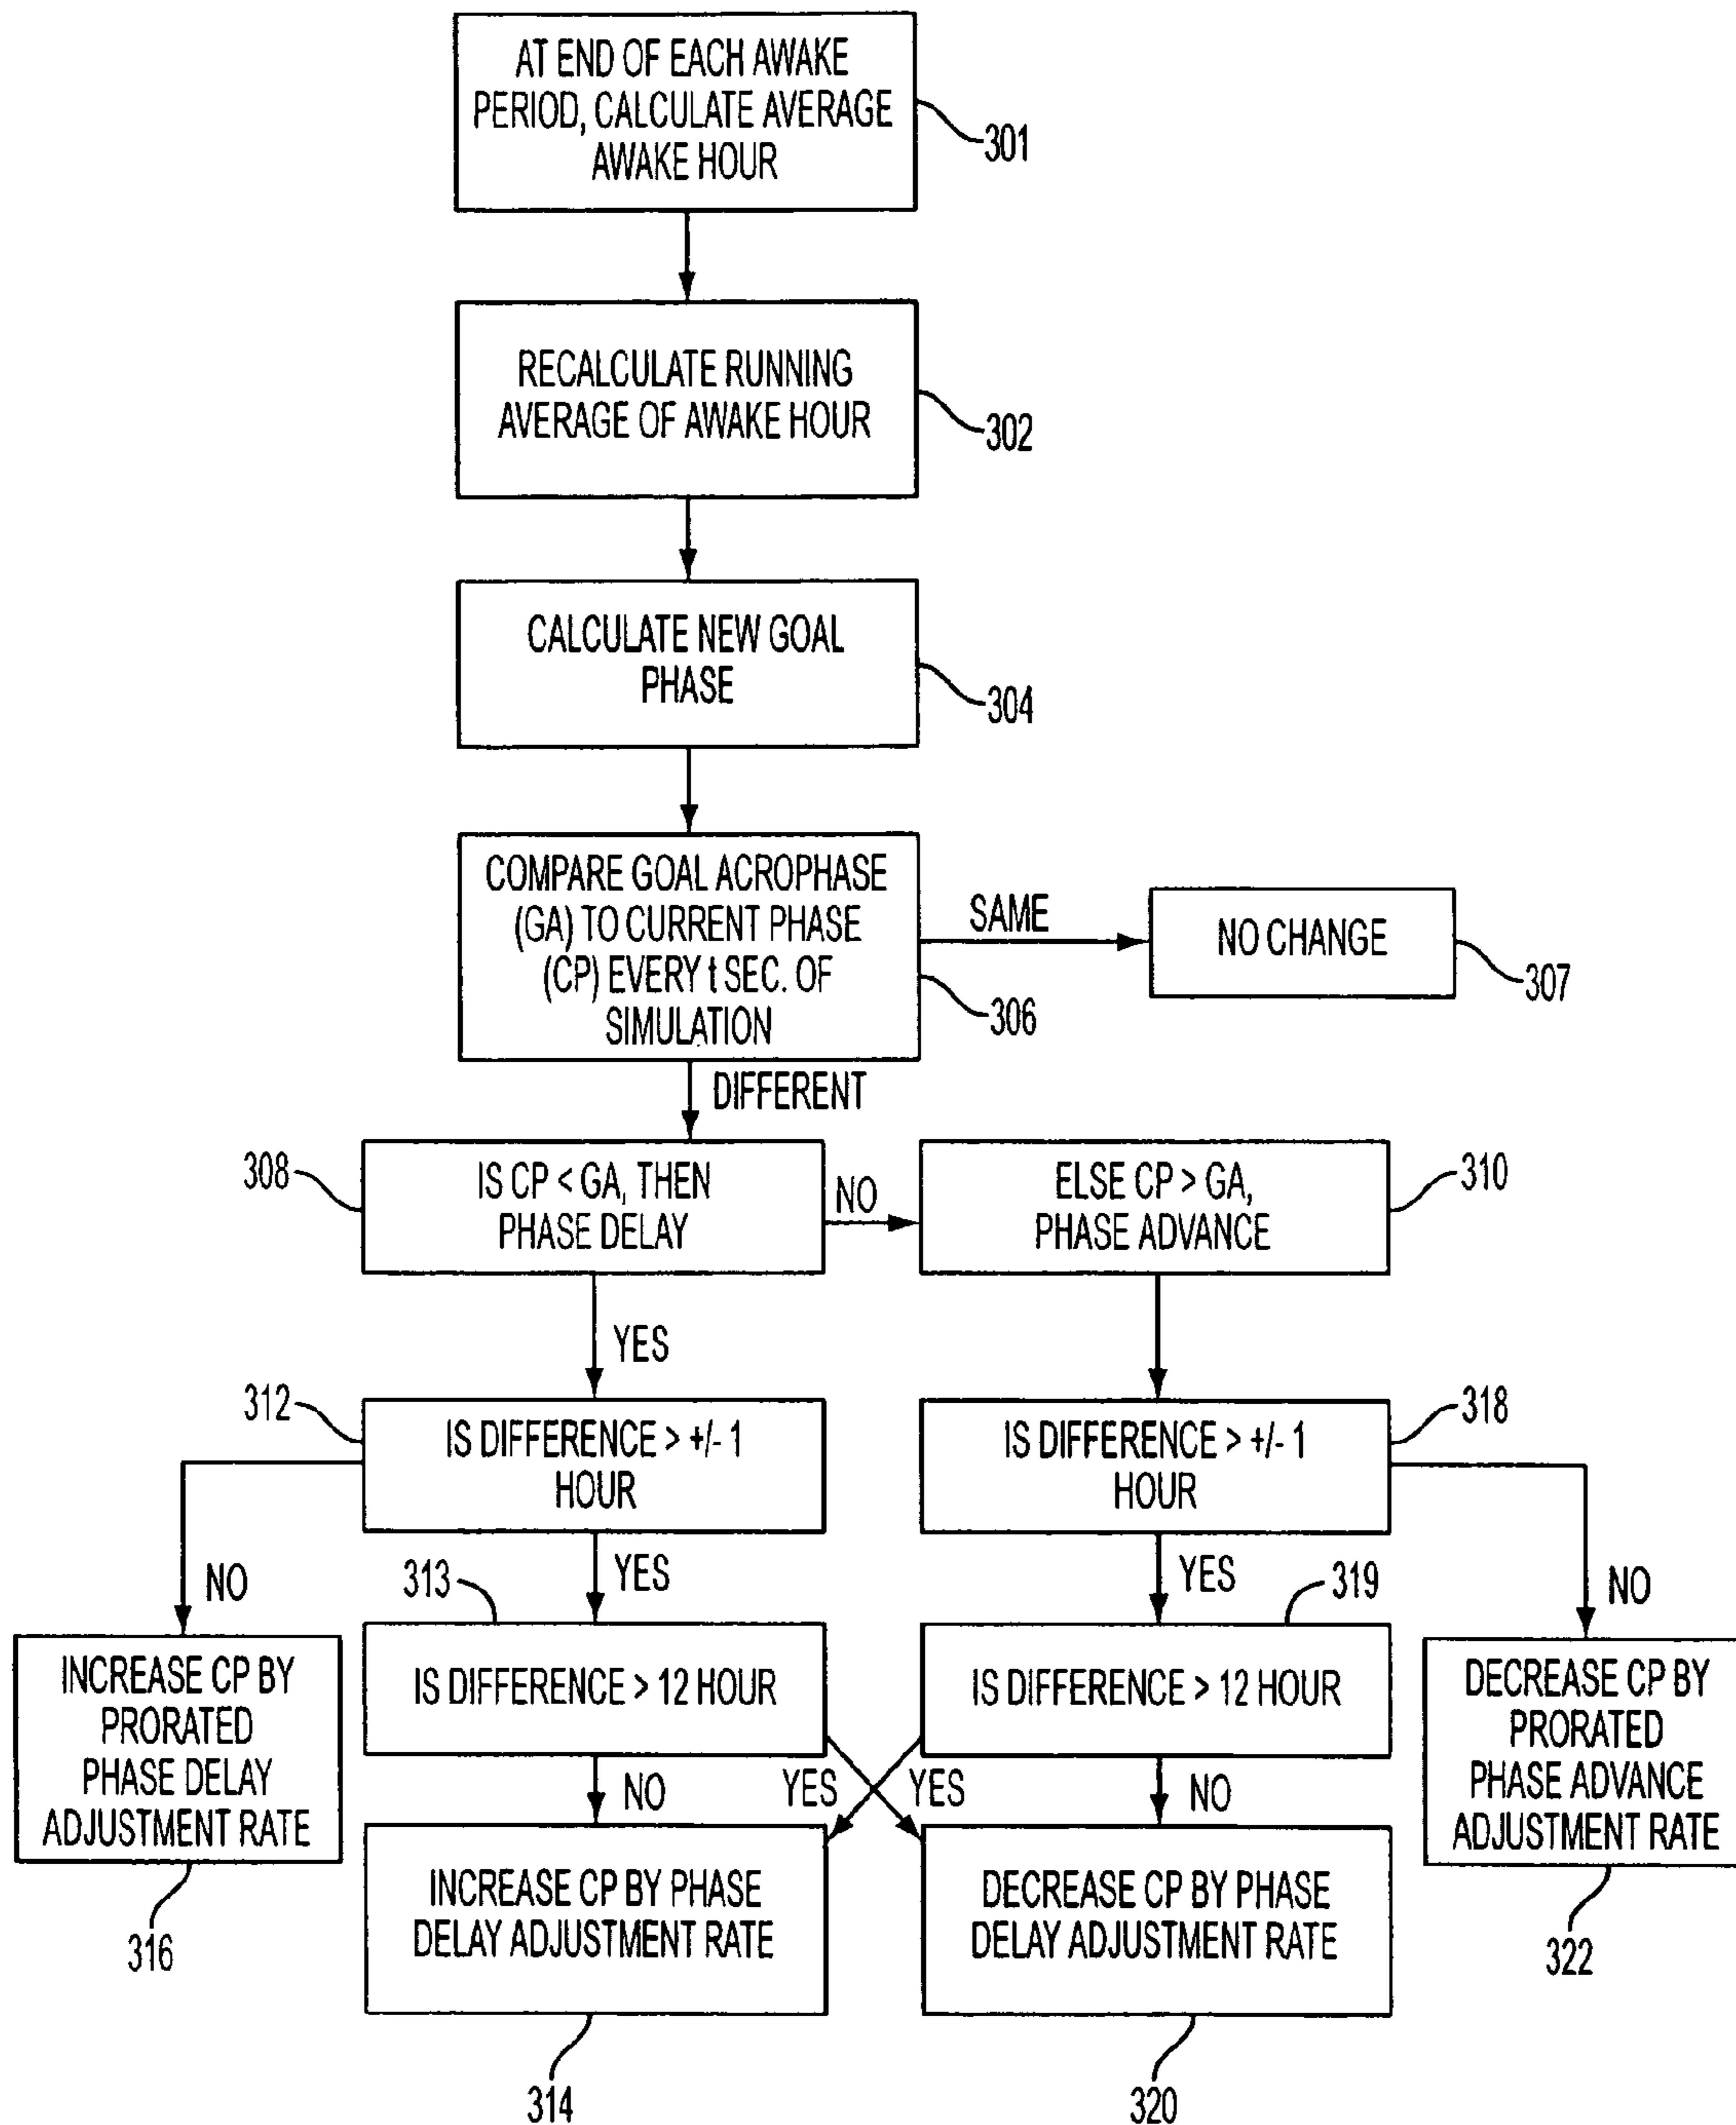 AT END OF EACH AWAKE
PERIOD, CALCULATE AVERAGE
AWAKE HOUR
301
RECALCULATE RUNNING
AVERAGE OF AWAKE HOUR
302
CALCULATE NEW GOAL
PHASE
304
COMPARE GOAL ACROPHASE
(GA) TO CURRENT PHASE
(CP) EVERY t SEC. OF
SIMULATION
306
SAME
NO CHANGE
307
DIFFERENT
308
IS CP < GA, THEN
PHASE DELAY
NO
ELSE CP > GA,
PHASE ADVANCE
310
YES
312
IS DIFFERENCE > +/- 1
HOUR
IS DIFFERENCE > +/- 1
HOUR
318
NO
313
YES
YES
319
NO
INCREASE CP BY
PRORATED
PHASE DELAY
ADJUSTMENT RATE
316
IS DIFFERENCE > 12 HOUR
IS DIFFERENCE > 12 HOUR
DECREASE CP BY
PRORATED
PHASE ADVANCE
ADJUSTMENT RATE
322
NO
YES
YES
NO
INCREASE CP BY PHASE
DELAY ADJUSTMENT RATE
314
DECREASE CP BY PHASE
DELAY ADJUSTMENT RATE
320